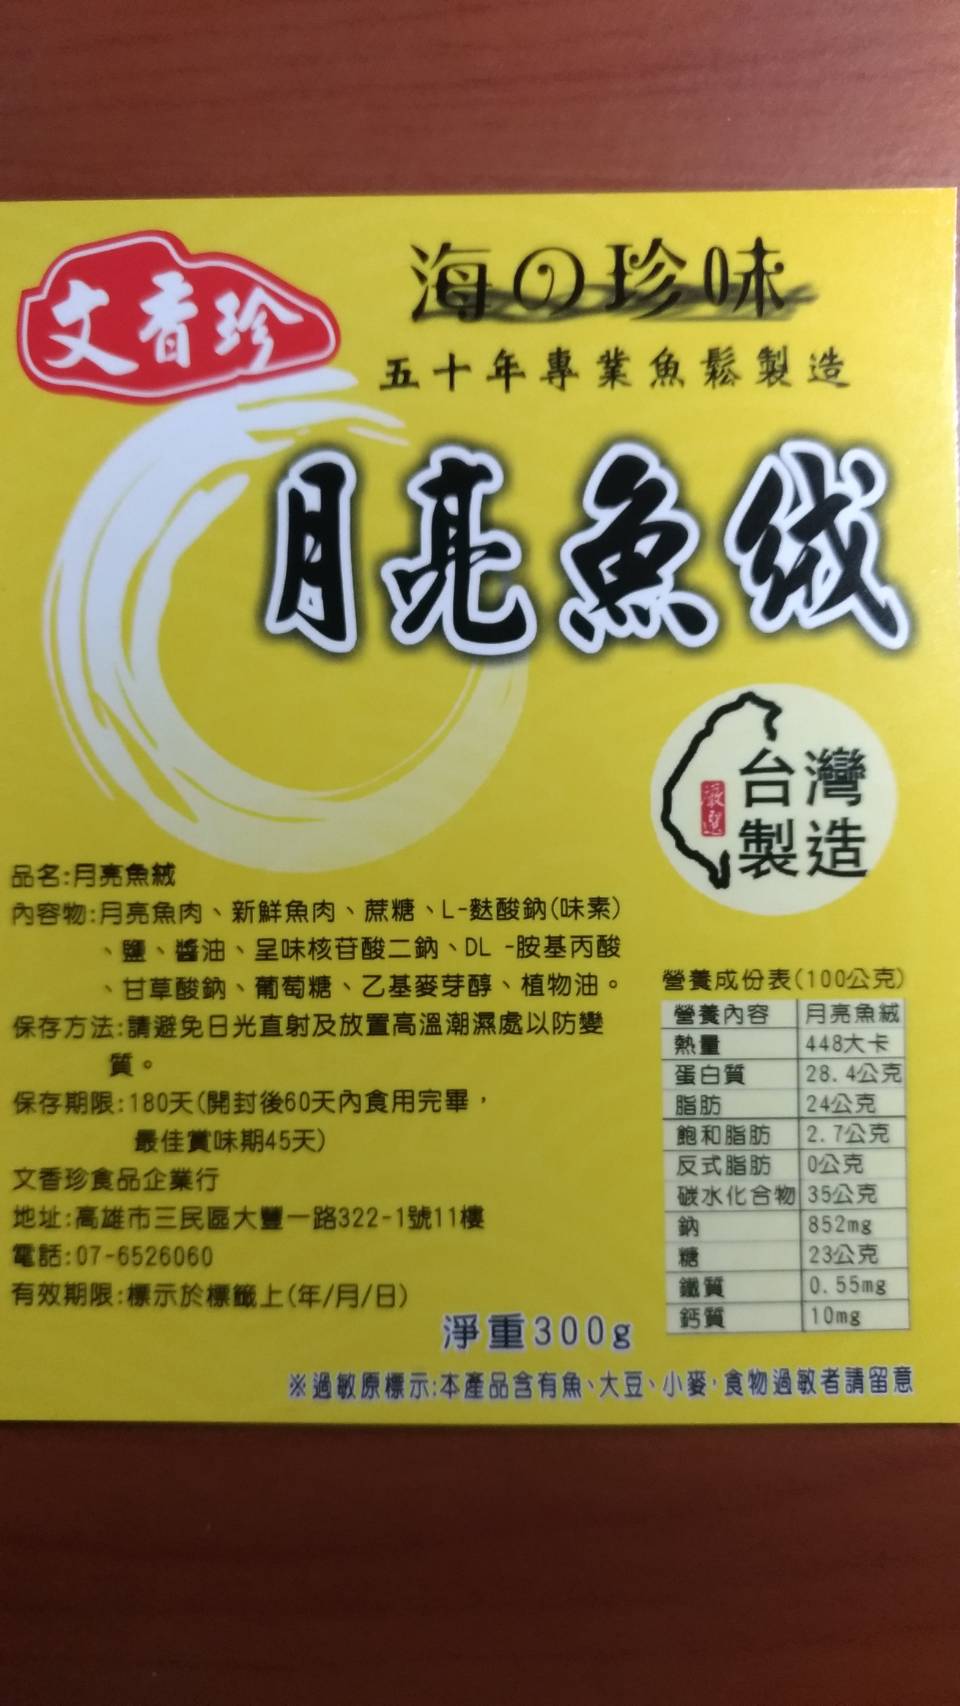 文香珍
海の珍味
五十年專業魚鬆製造
月亮魚絨
嚴選
台灣
製造
品名:月亮魚絨
內容物:月亮魚肉、新鮮魚肉、蔗糖、L-麩酸鈉(味素)
、鹽、醬油、呈味核苷酸二鈉、DL -胺基丙酸
、甘草酸鈉、葡萄糖、乙基麥芽醇、植物油。
保存方法:請避免日光直射及放置高溫潮濕處以防變
質。
保存期限:180天(開封後60天內食用完畢,
最佳賞味期45天)
文香珍食品企業行
地址:高雄市三民區大豐一路322-1號11樓
電話:07-6526060
有效期限:標示於標籤上(年/月/日)
營養成份表(100公克)
營養內容 月亮魚絨
熱量 448大卡
蛋白質 28.4公克
脂肪 24公克
飽和脂肪 2.7公克
反式脂肪 0公克
碳水化合物 35公克
鈉 852mg
糖 23公克
鐵質 0.55mg
鈣質 10mg
淨重300g
※過敏原標示:本產品含有魚、大豆、小麥,食物過敏者請留意